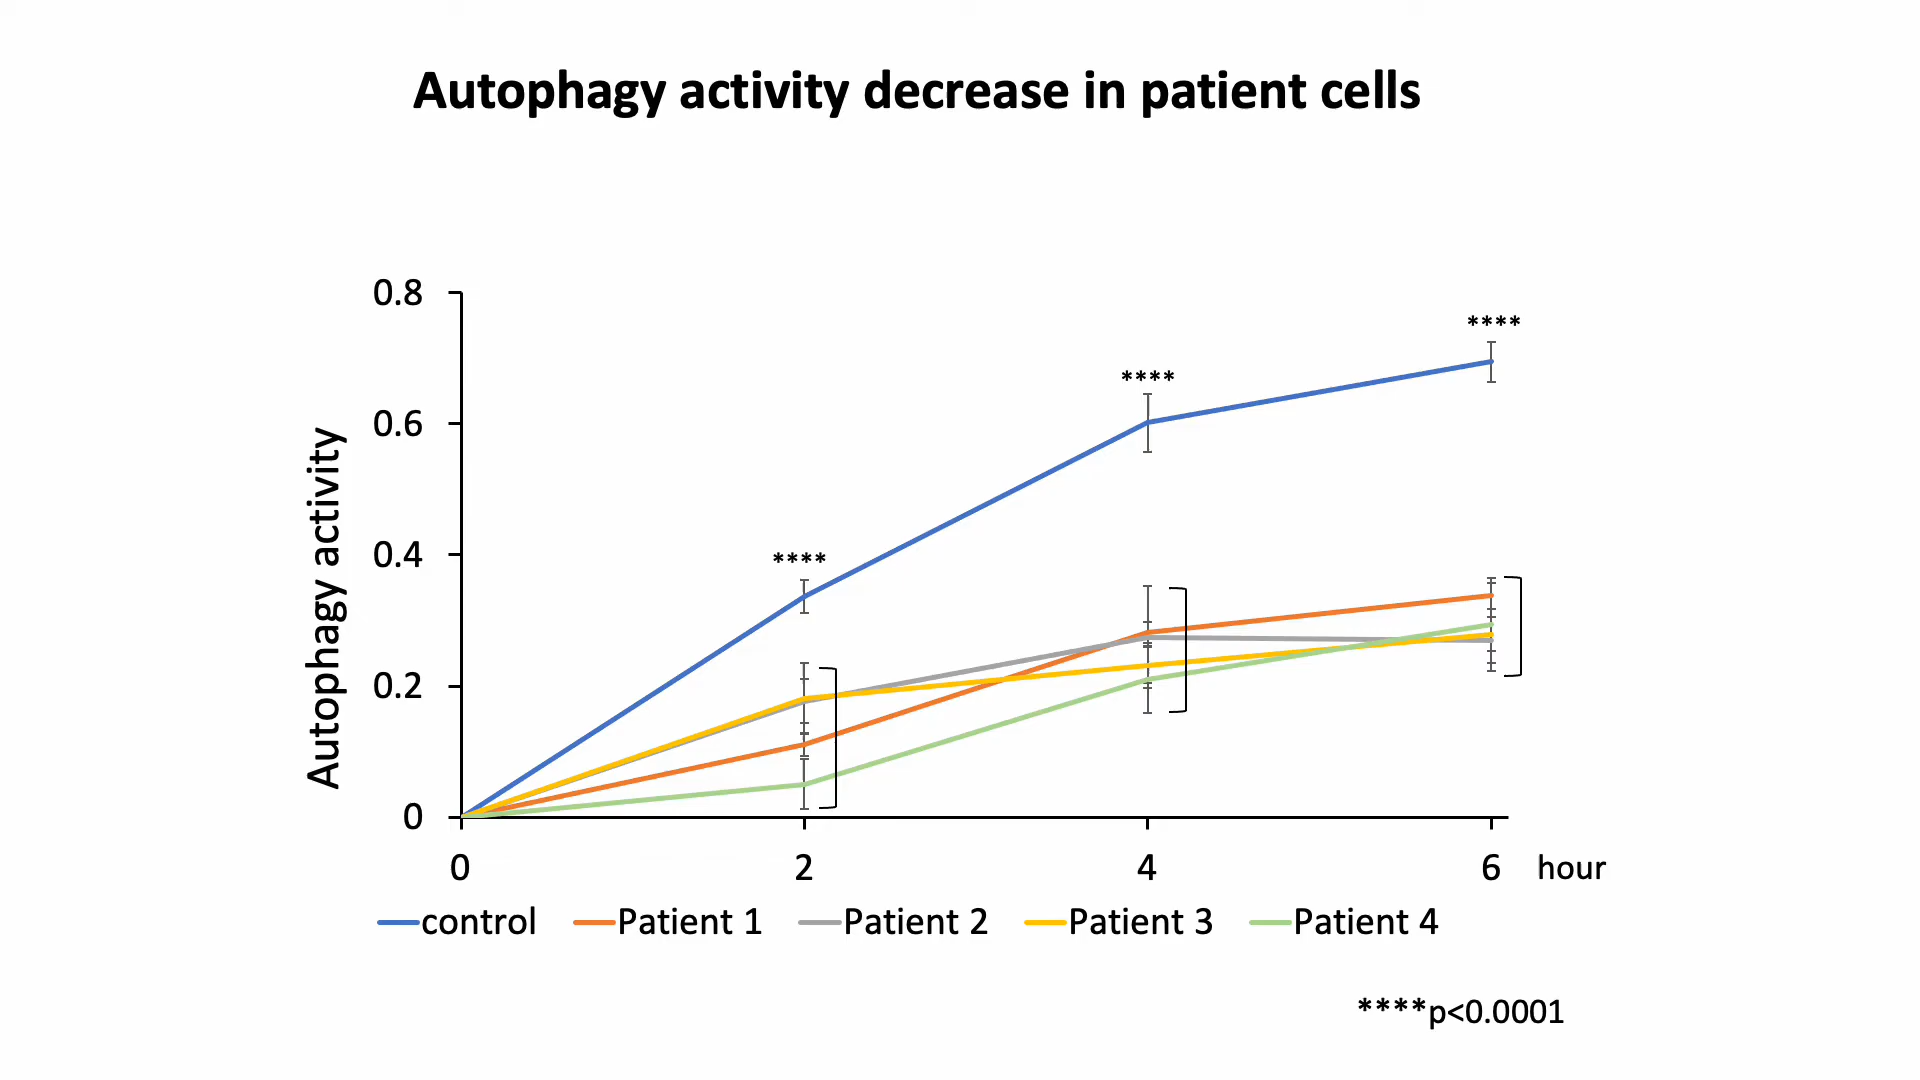 Autophagy activity decrease in patient cells
Autophagy activity
0.8
0.6
0.4
0.2
0
****
****
****
0 2 4 6 hour
control Patient 1 Patient 2 Patient 3 Patient 4
****p<0.0001